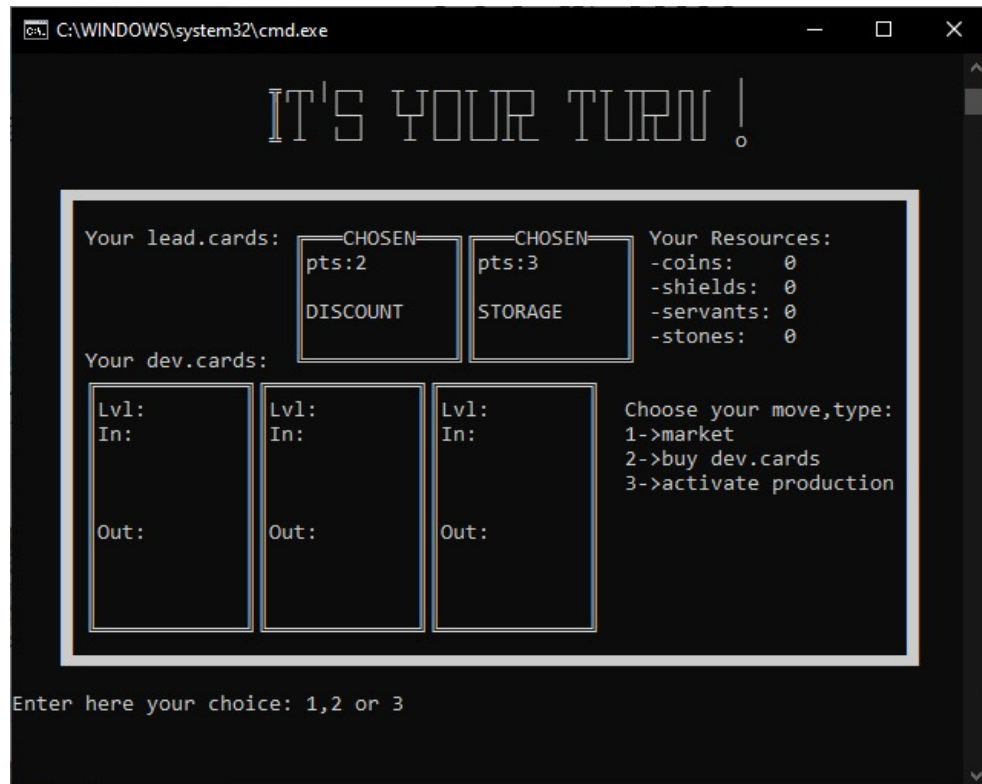 C:\WINDOWS\system32\cmd.exe
IT'S YOUR TURN !
Your lead.cards:
CHOSEN
pts:2
DISCOUNT
CHOSEN
pts:3
STORAGE
Your Resources:
-coins: 0
-shields: 0
-servants: 0
-stones: 0
Your dev.cards:
Lvl:
In:
Out:
Lvl:
In:
Out:
Lvl:
In:
Out:
Choose your move,type:
1->market
2->buy dev.cards
3->activate production
Enter here your choice: 1,2 or 3